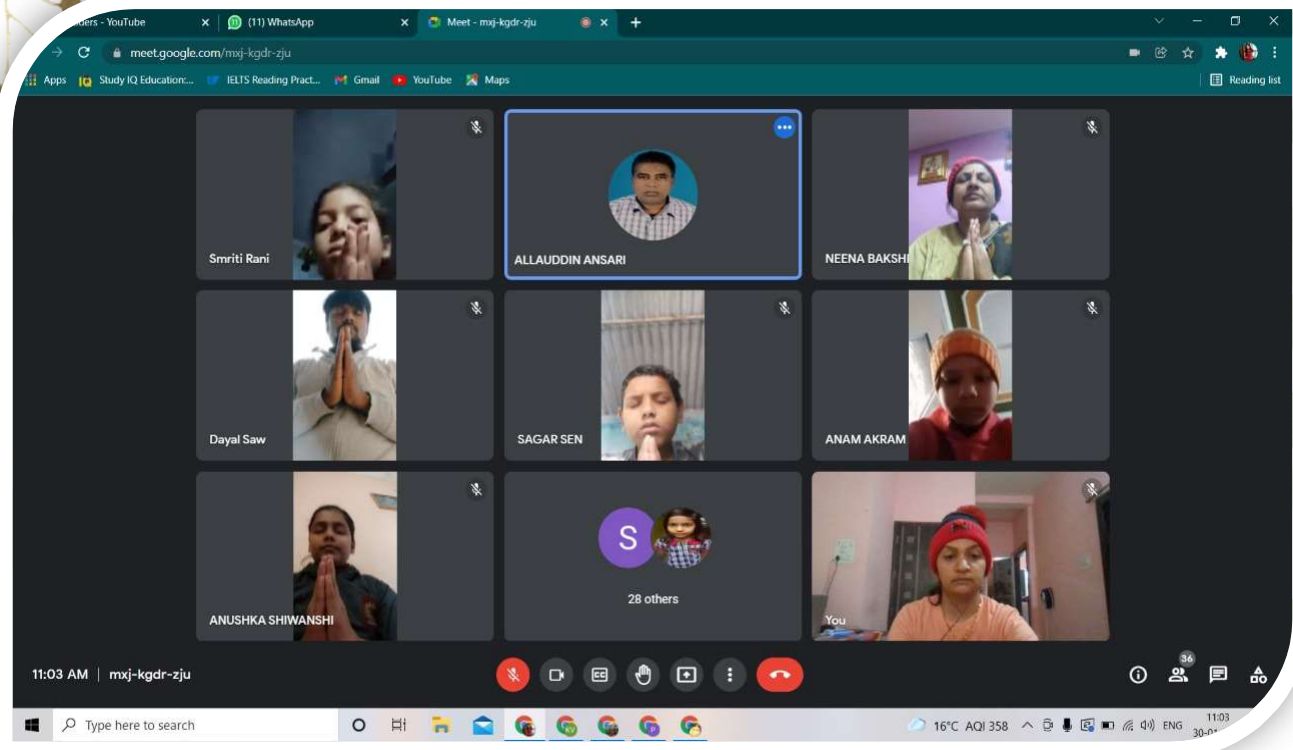 ders - YouTube
(11) WhatsApp
Meet - mxj-kgdr-zju
meet.google.com/mxj-kgdr-zju
Apps
Study IQ Education:...
IELTS Reading Pract...
Gmail
YouTube
Maps
Reading list
Smriti Rani
ALLAUDDIN ANSARI
NEENA BAKSHI
Dayal Saw
SAGAR SEN
ANAM AKRAM
ANUSHKA SHIWANSHI
S
28 others
You
11:03 AM | mxj-kgdr-zju
CC
36
Type here to search
16°C AQI 358
ENG
11:03